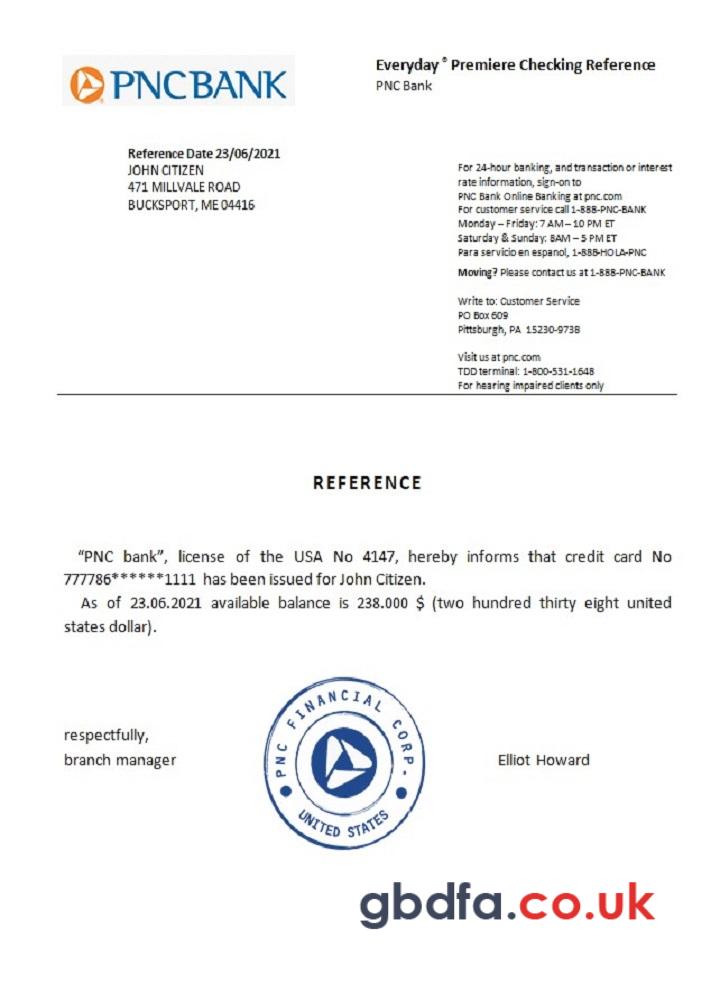 PNCBANK
Everyday ® Premiere Checking Reference
PNC Bank
Reference Date 23/06/2021
JOHN CITIZEN
471 MILLVALE ROAD
BUCKSPORT, ME 04416
For 24-hour banking, and transaction or interest
rate information, sign-on to
PNC Bank Online Banking at pnc.com
For customer service call 1-888-PNC-BANK
Monday – Friday: 7 AM – 10 PM ET
Saturday & Sunday: 8AM – 5 PM ET
Para servicio en espanol, 1-888-HOLA-PNC
Moving? Please contact us at 1-888-PNC-BANK
Write to: Customer Service
PO Box 609
Pittsburgh, PA 15230-9738
Visit us at pnc.com
TDD terminal: 1-800-531-1648
For hearing impaired clients only
REFERENCE
“PNC bank”, license of the USA No 4147, hereby informs that credit card No
777786******1111 has been issued for John Citizen.
As of 23.06.2021 available balance is 238.000 $ (two hundred thirty eight united
states dollar).
respectfully,
branch manager
PNC FINANCIAL CORP.
UNITED STATES
Elliot Howard
gbdfa.co.uk